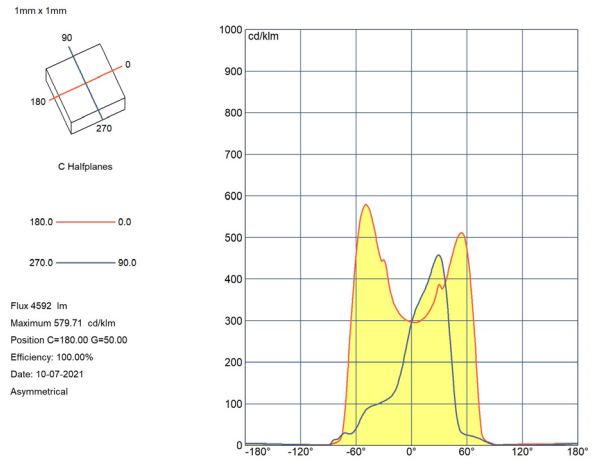 1mm x 1mm
90
0
180
270
C Halfplanes
180.0 0.0
270.0 90.0
Flux 4592 lm
Maximum 579.71 cd/klm
Position C=180.00 G=50.00
Efficiency: 100.00%
Date: 10-07-2021
Asymmetrical
1000
cd/klm
900
800
700
600
500
400
300
200
100
0
-180° -120° -60° 0° 60° 120° 180°